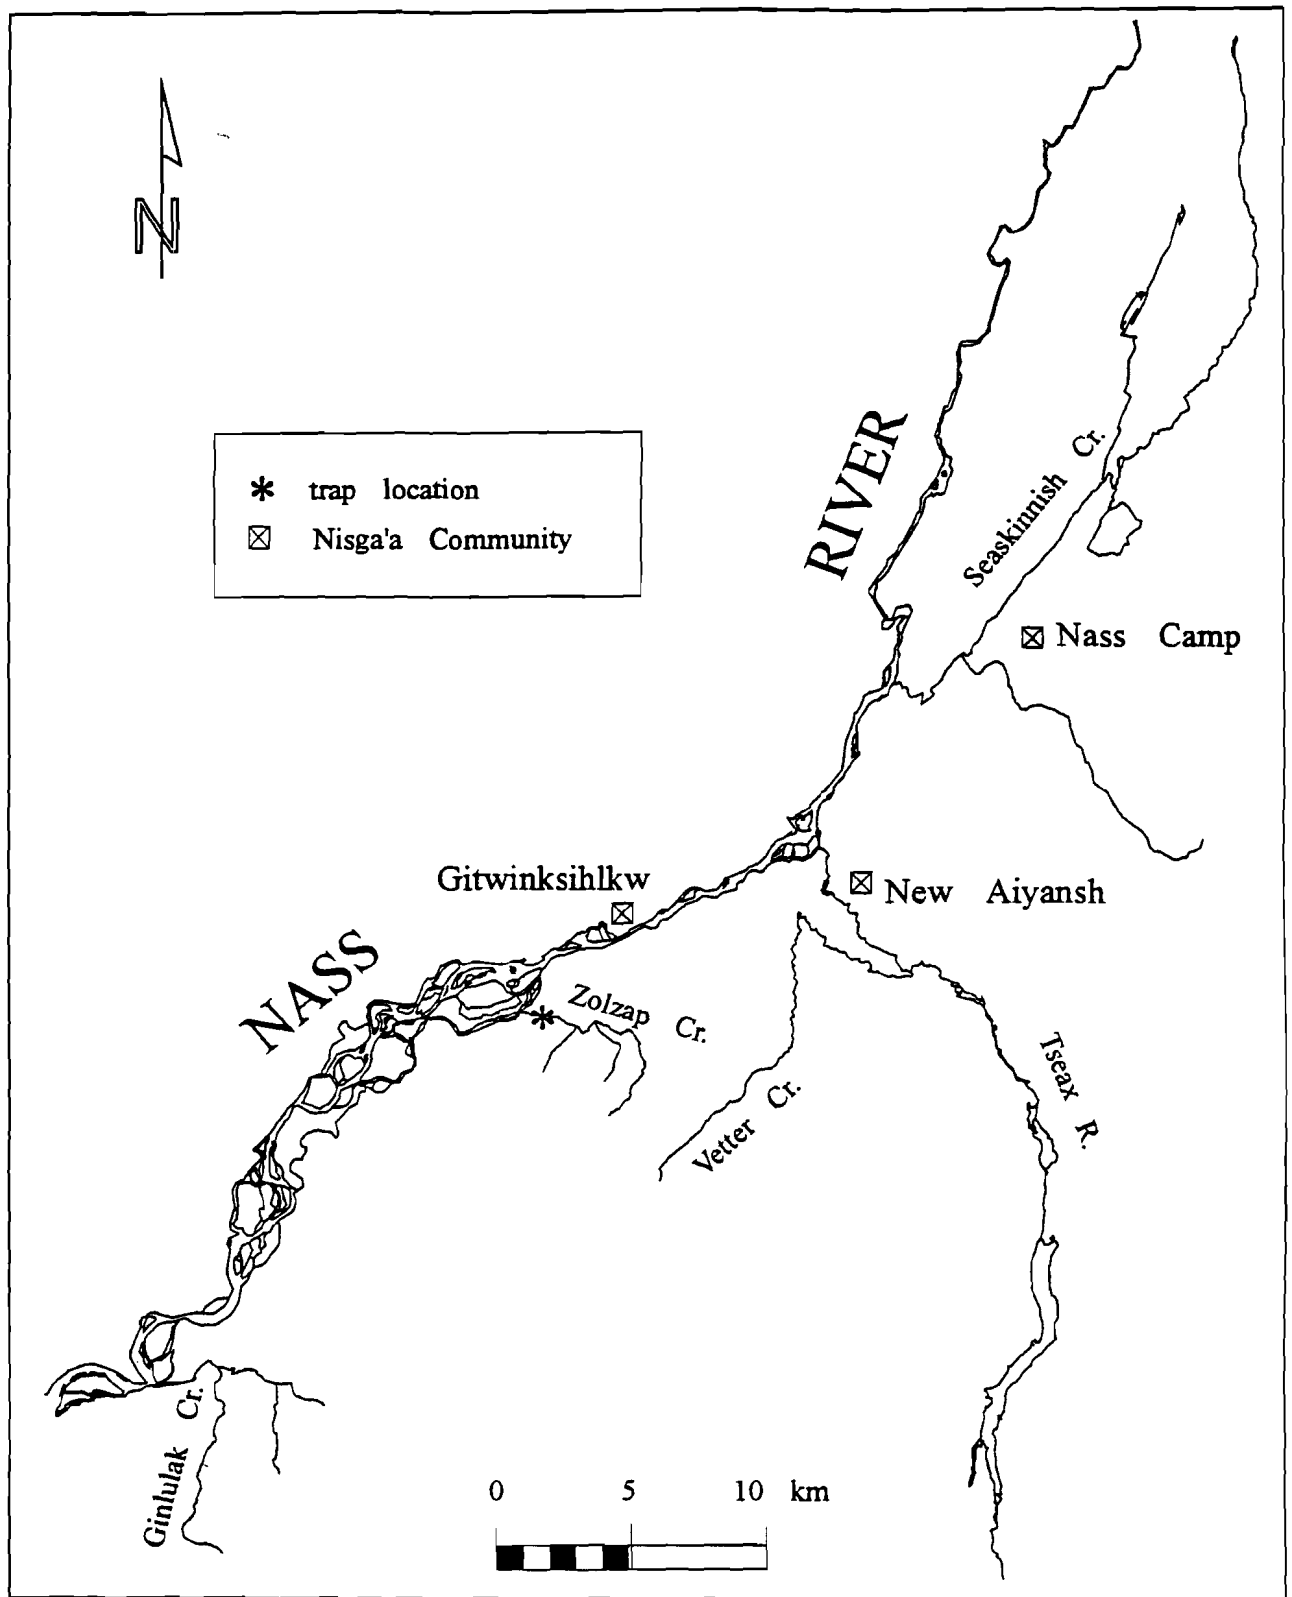 N
RIVER
Seaskinnish Cr.
trap location
Nisga'a Community
Nass Camp
Gitwinksihlkw
New Aiyansh
NASS
Zolzap Cr.
Tseax R.
Vetter Cr.
Ginlulak Cr.
0 5 10 km